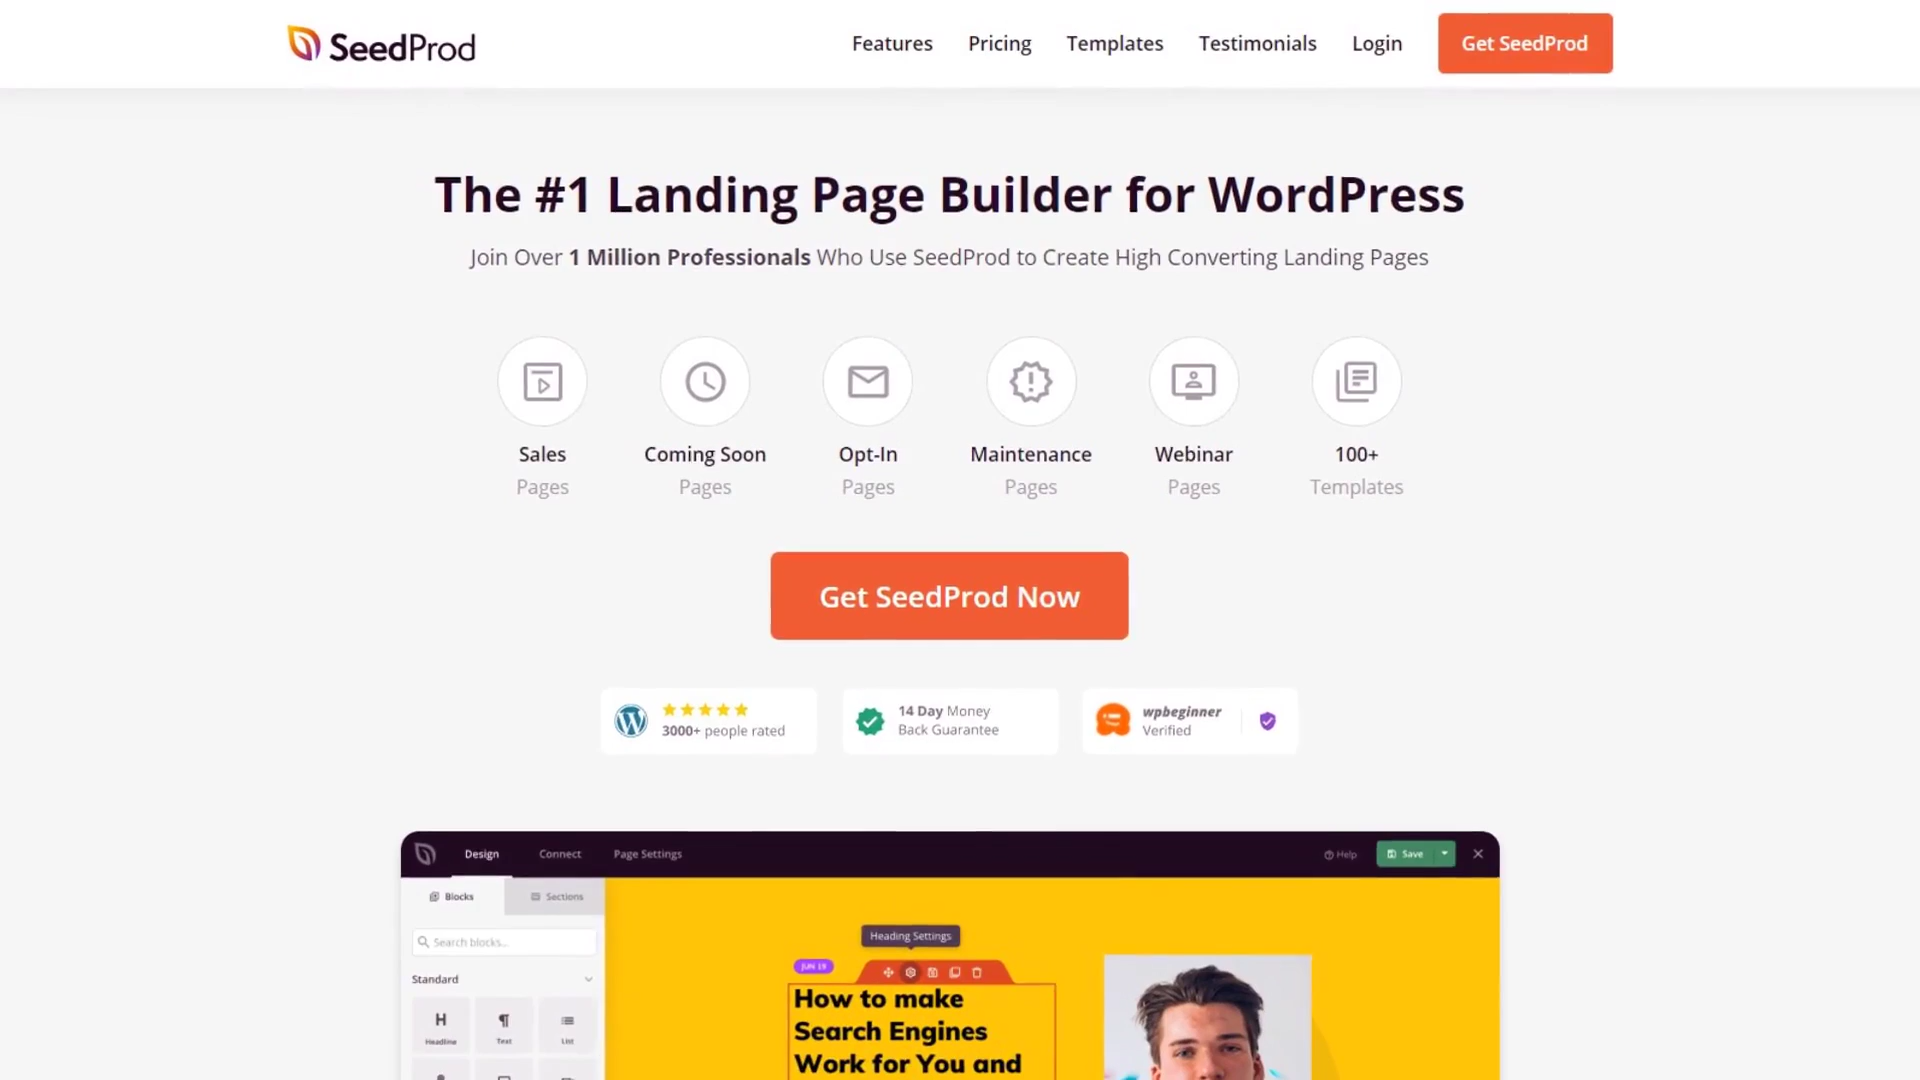 SeedProd
Features
Pricing
Templates
Testimonials
Login
Get SeedProd
The #1 Landing Page Builder for WordPress
Join Over 1 Million Professionals Who Use SeedProd to Create High Converting Landing Pages
Sales
Pages
Coming Soon
Pages
Opt-In
Pages
Maintenance
Pages
Webinar
Pages
100+
Templates
Get SeedProd Now
3000+ people rated
14 Day Money
Back Guarantee
wpbeginner
Verified
Design
Connect
Page Settings
Help
Save
Blocks
Sections
Search blocks...
Standard
Headline
Text
List
Heading Settings
JUN 19
How to make
Search Engines
Work for You and